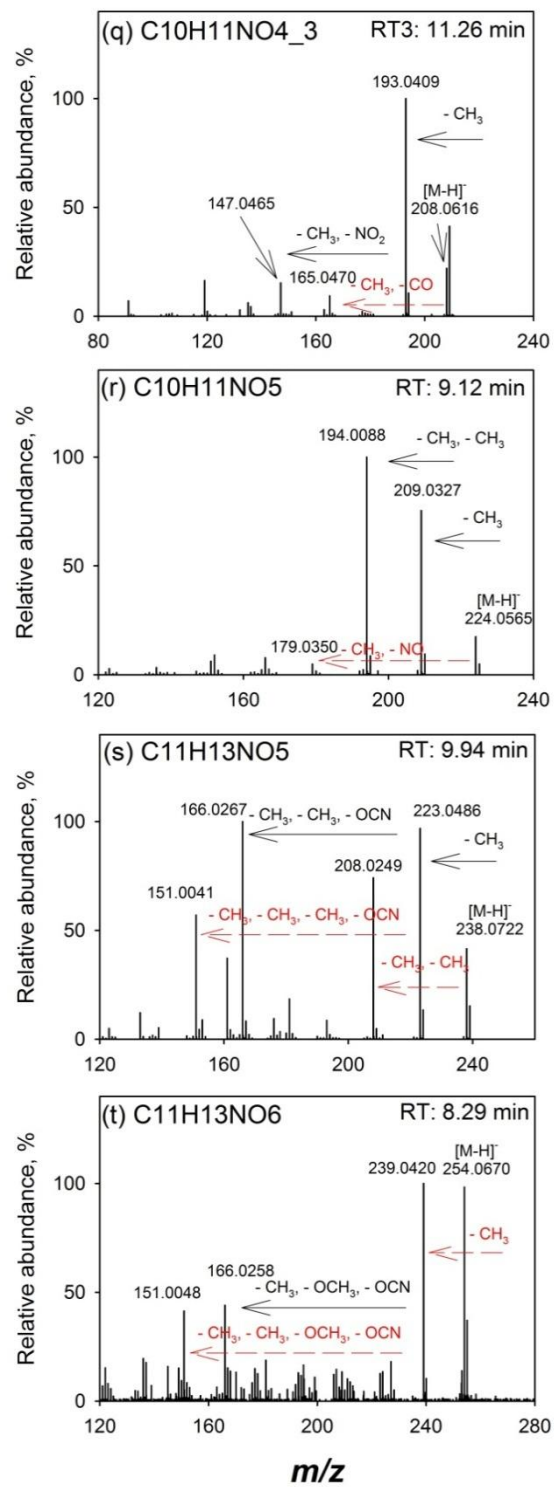 (q) C10H11NO4_3 RT3: 11.26 min
193.0409
100
- CH₃
[M-H]⁻
208.0616
147.0465
- CH₃, - NO₂
50
165.0470
- CH₃, - CO
0
80 120 160 200 240
Relative abundance, %
(r) C10H11NO5 RT: 9.12 min
194.0088
100
- CH₃, - CH₃
209.0327
- CH₃
50
[M-H]⁻
224.0565
179.0350
- CH₃, - NO
0
120 160 200 240
Relative abundance, %
(s) C11H13NO5 RT: 9.94 min
166.0267
- CH₃, - CH₃, - OCN
223.0486
100
- CH₃
208.0249
151.0041
- CH₃, - CH₃, - CH₃, - OCN
[M-H]⁻
238.0722
50
- CH₃, - CH₃
0
120 160 200 240
Relative abundance, %
(t) C11H13NO6 RT: 8.29 min
[M-H]⁻
239.0420 254.0670
100
- CH₃
166.0258
- CH₃, - OCH₃, - OCN
151.0048
50
- CH₃, - CH₃, - OCH₃, - OCN
0
120 160 200 240 280
Relative abundance, %
m/z